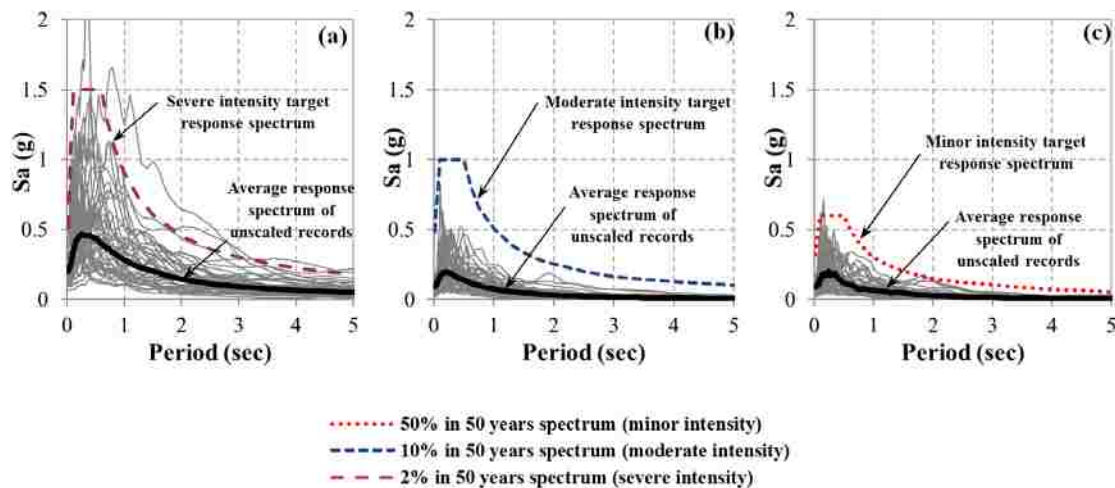 (a)
2
1.5
1
0.5
0
Sa (g)
Severe intensity target
response spectrum
Average response
spectrum of
unscaled records
0 1 2 3 4 5
Period (sec)
(b)
2
1.5
1
0.5
0
Sa (g)
Moderate intensity target
response spectrum
Average response
spectrum of
unscaled records
0 1 2 3 4 5
Period (sec)
(c)
2
1.5
1
0.5
0
Sa (g)
Minor intensity target
response spectrum
Average response
spectrum of
unscaled records
0 1 2 3 4 5
Period (sec)
50% in 50 years spectrum (minor intensity)
10% in 50 years spectrum (moderate intensity)
2% in 50 years spectrum (severe intensity)